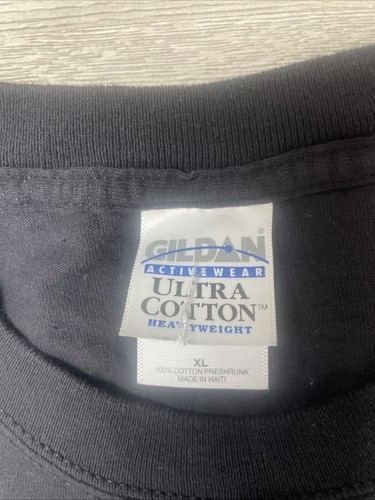 GILDAN
ACTIVEWEAR
ULTRA
COTTON™
HEAVYWEIGHT
XL
100% COTTON PRESHRUNK
MADE IN HAITI